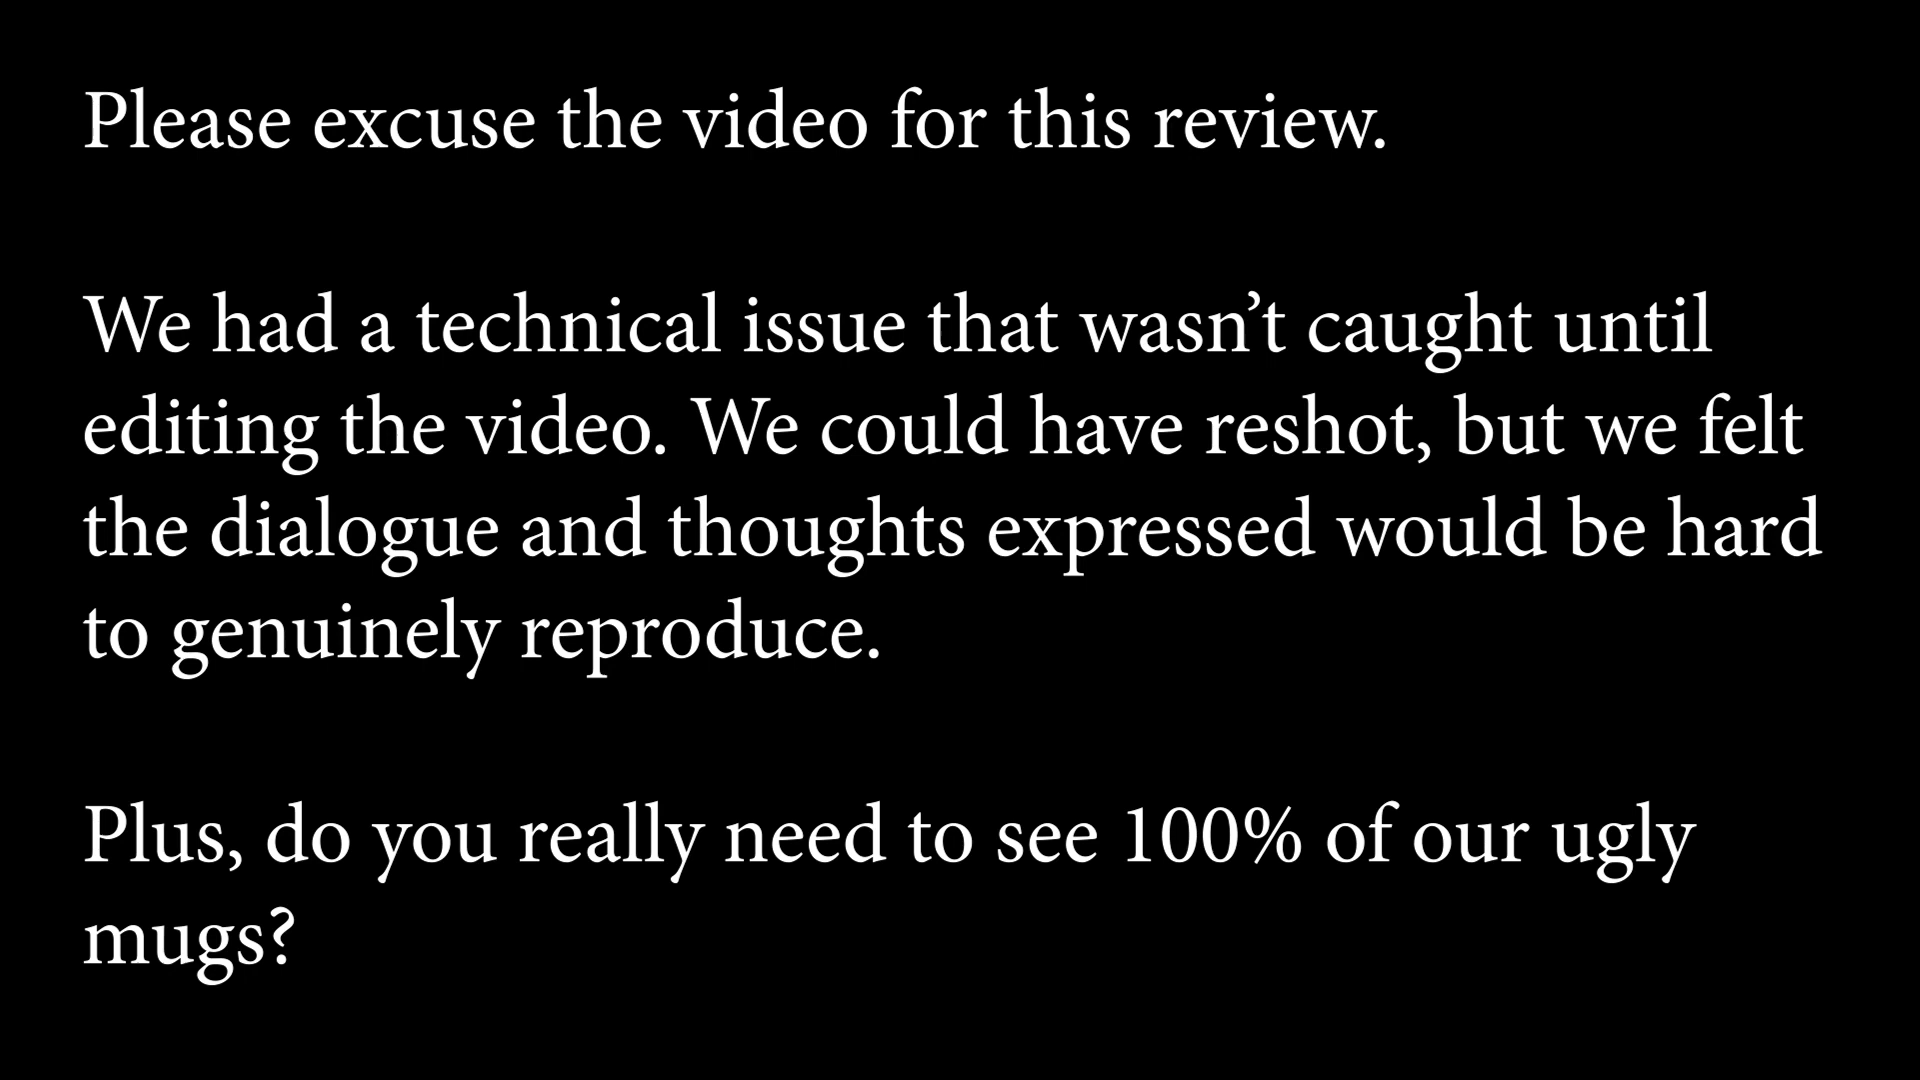 Please excuse the video for this review.
We had a technical issue that wasn’t caught until
editing the video. We could have reshot, but we felt
the dialogue and thoughts expressed would be hard
to genuinely reproduce.
Plus, do you really need to see 100% of our ugly
mugs?